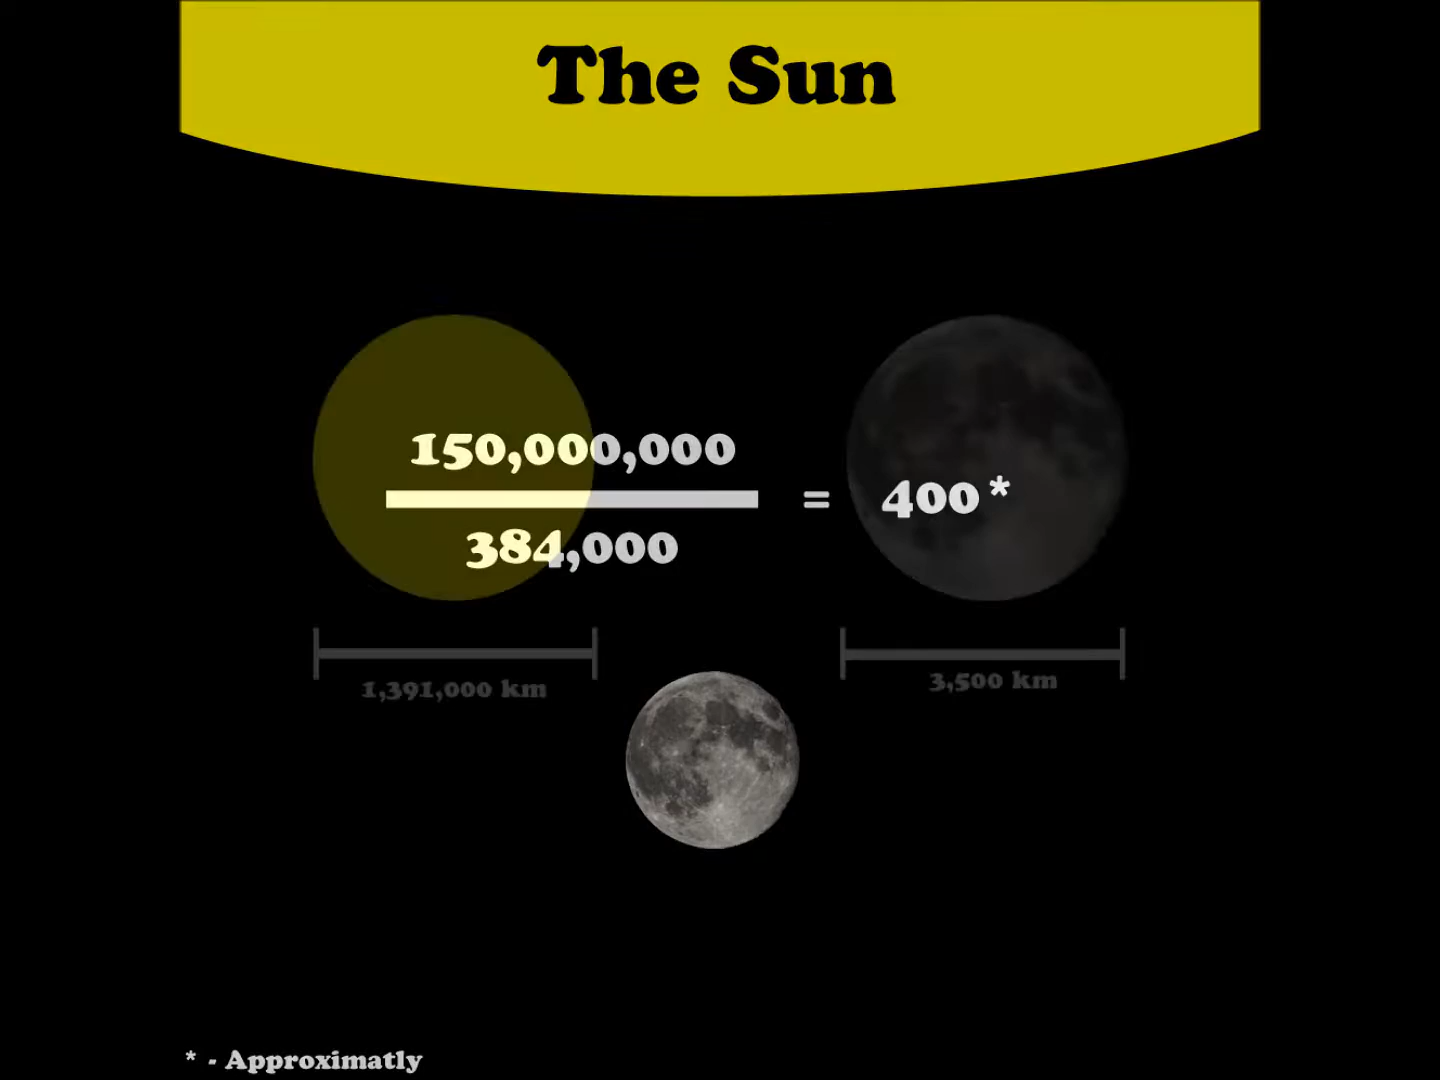 The Sun
150,000,000
384,000
= 400*
1,391,000 km
3,500 km
* - Approximatly